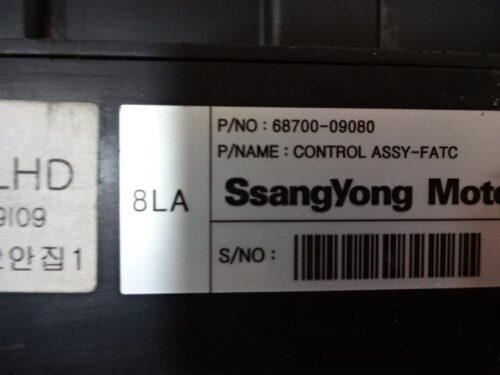 LHD
9I09
안집1
8LA
P/NO : 68700-09080
P/NAME : CONTROL ASSY-FATC
SsangYong Moto
S/NO :